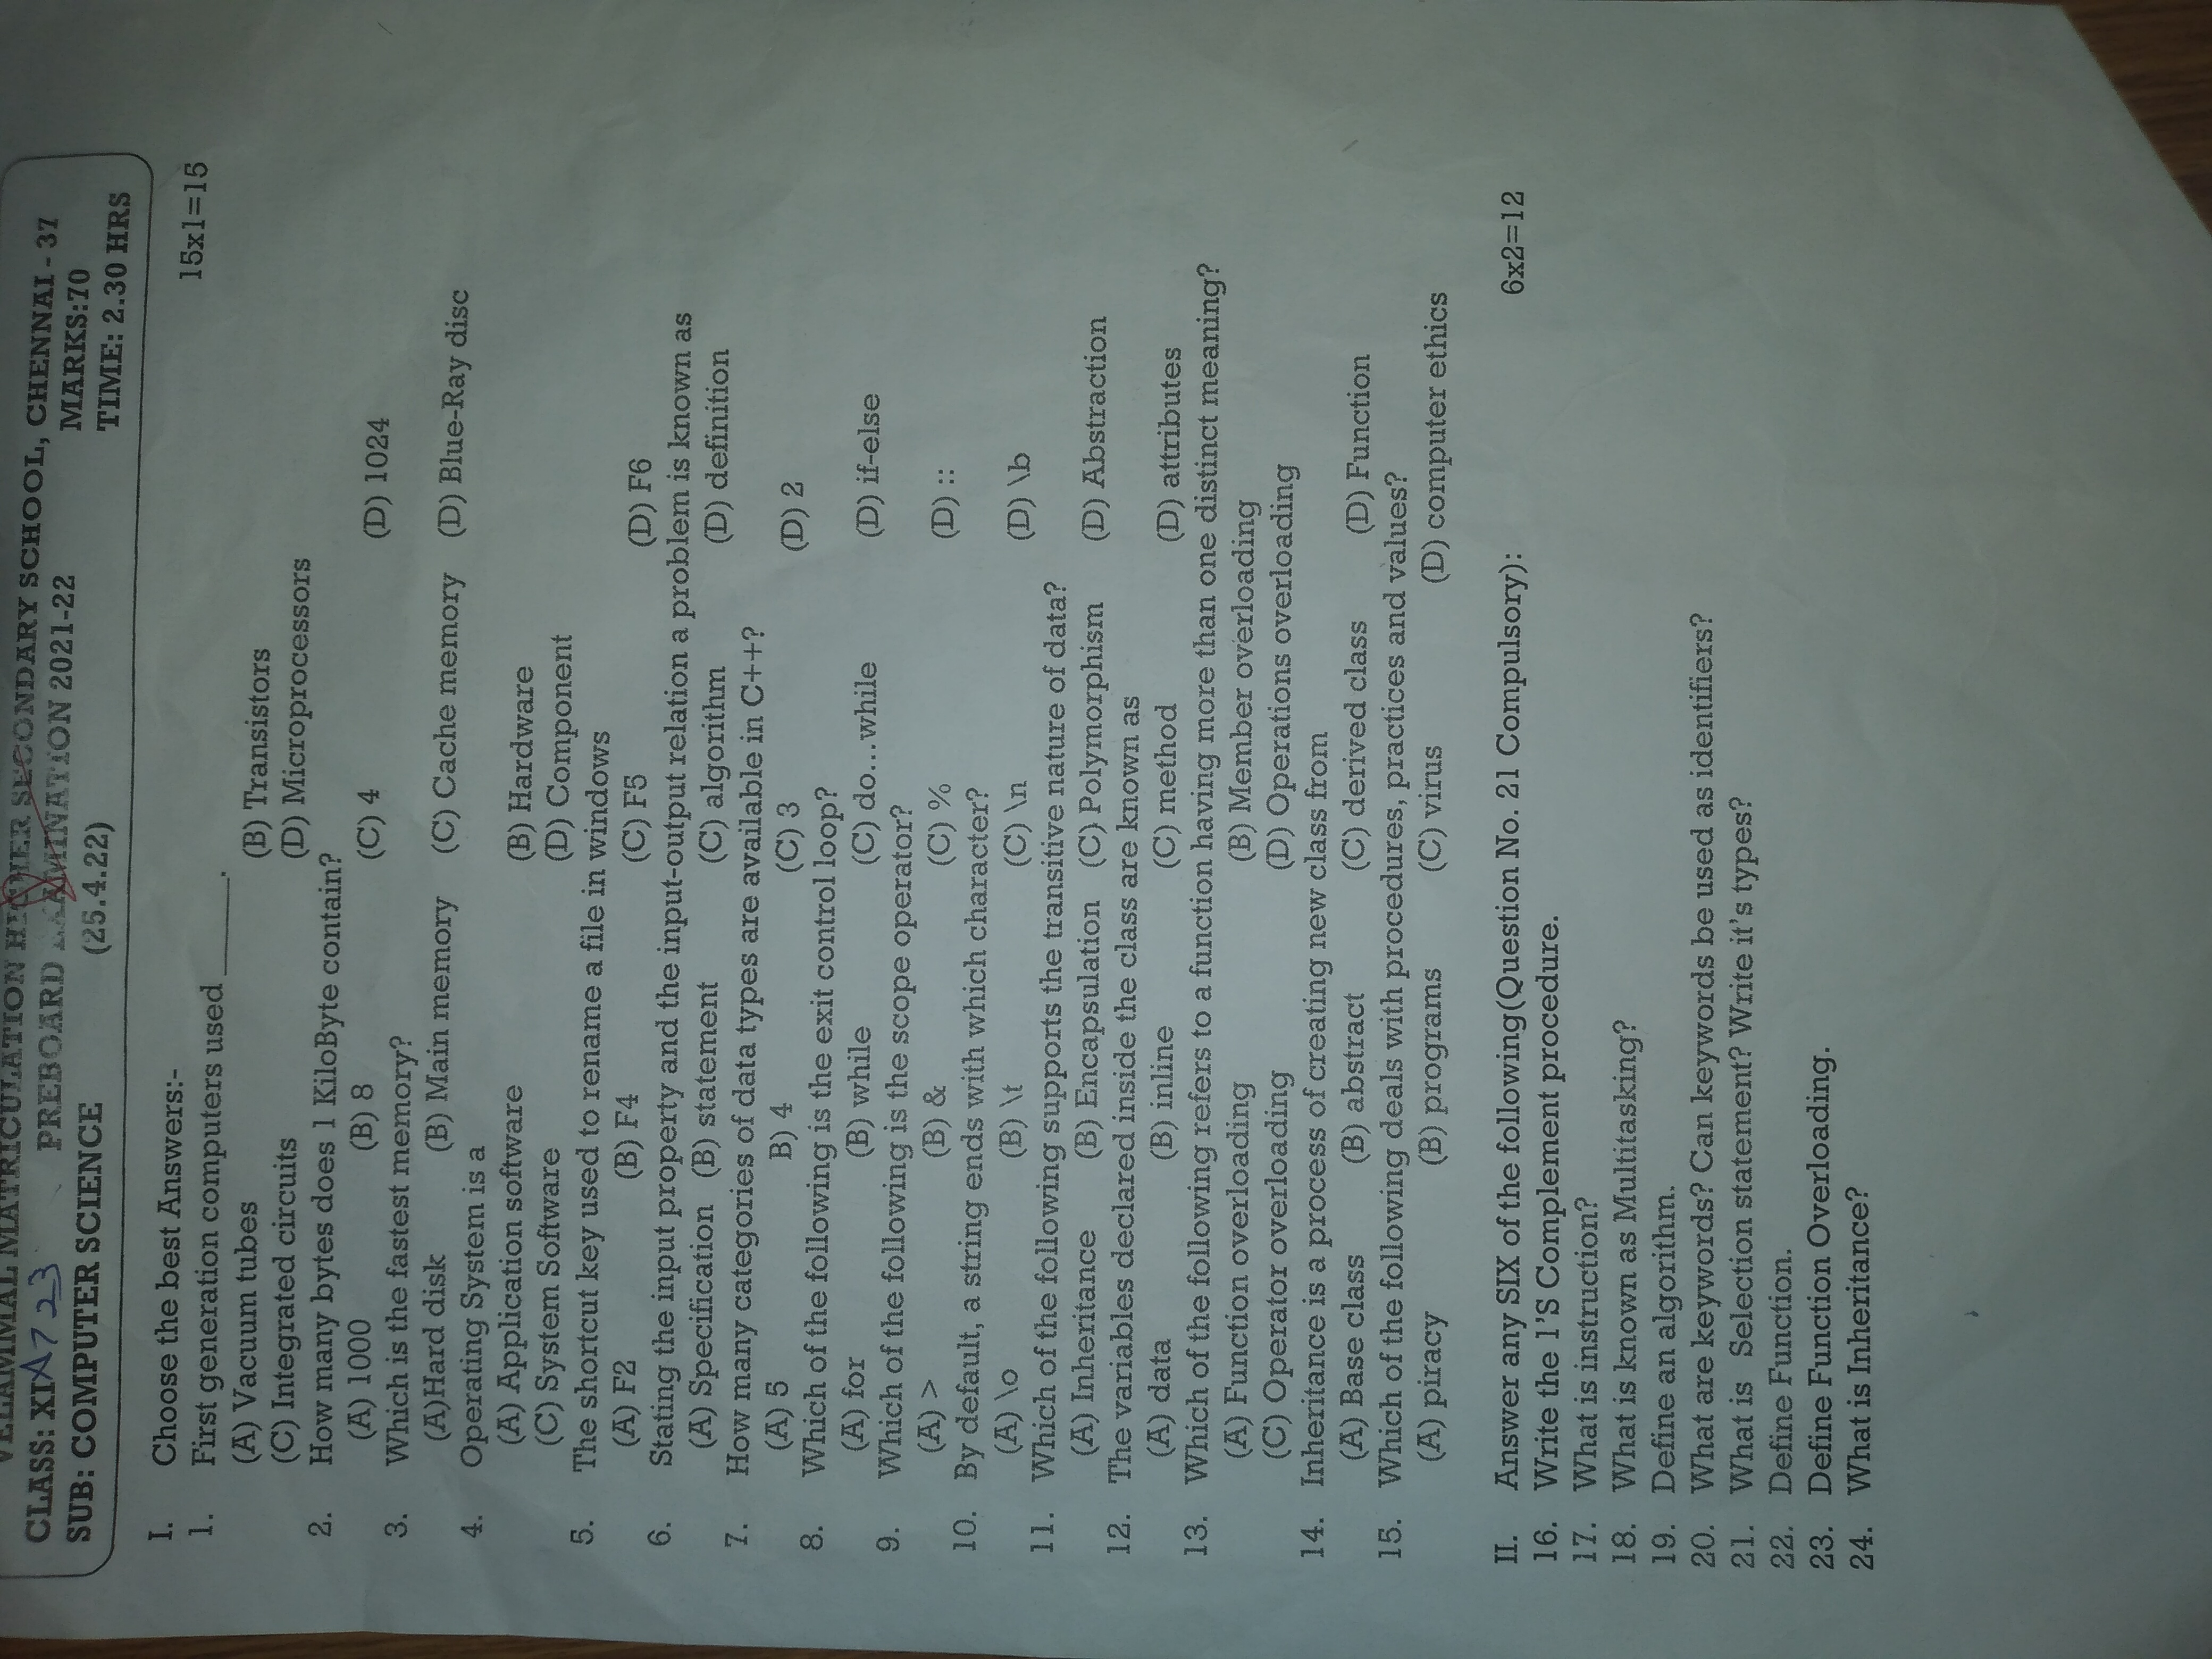 VELAMMAL MATRICULATION HIGHER SECONDARY SCHOOL, CHENNAI - 37
CLASS: XI A723 PREBOARD EXAMINATION 2021-22 MARKS:70
SUB: COMPUTER SCIENCE (25.4.22) TIME: 2.30 HRS
I. Choose the best Answers:- 15x1=15
1. First generation computers used ______.
(A) Vacuum tubes (B) Transistors
(C) Integrated circuits (D) Microprocessors
2. How many bytes does 1 KiloByte contain?
(A) 1000 (B) 8 (C) 4 (D) 1024
3. Which is the fastest memory?
(A)Hard disk (B) Main memory (C) Cache memory (D) Blue-Ray disc
4. Operating System is a
(A) Application software (B) Hardware
(C) System Software (D) Component
5. The shortcut key used to rename a file in windows
(A) F2 (B) F4 (C) F5 (D) F6
6. Stating the input property and the input-output relation a problem is known as
(A) Specification (B) statement (C) algorithm (D) definition
7. How many categories of data types are available in C++?
(A) 5 B) 4 (C) 3 (D) 2
8. Which of the following is the exit control loop?
(A) for (B) while (C) do...while (D) if-else
9. Which of the following is the scope operator?
(A) > (B) & (C) % (D) ::
10. By default, a string ends with which character?
(A) \o (B) \t (C) \n (D) \b
11. Which of the following supports the transitive nature of data?
(A) Inheritance (B) Encapsulation (C) Polymorphism (D) Abstraction
12. The variables declared inside the class are known as
(A) data (B) inline (C) method (D) attributes
13. Which of the following refers to a function having more than one distinct meaning?
(A) Function overloading (B) Member overloading
(C) Operator overloading (D) Operations overloading
14. Inheritance is a process of creating new class from
(A) Base class (B) abstract (C) derived class (D) Function
15. Which of the following deals with procedures, practices and values?
(A) piracy (B) programs (C) virus (D) computer ethics
II. Answer any SIX of the following(Question No. 21 Compulsory): 6x2=12
16. Write the 1'S Complement procedure.
17. What is instruction?
18. What is known as Multitasking?
19. Define an algorithm.
20. What are keywords? Can keywords be used as identifiers?
21. What is Selection statement? Write it's types?
22. Define Function.
23. Define Function Overloading.
24. What is Inheritance?